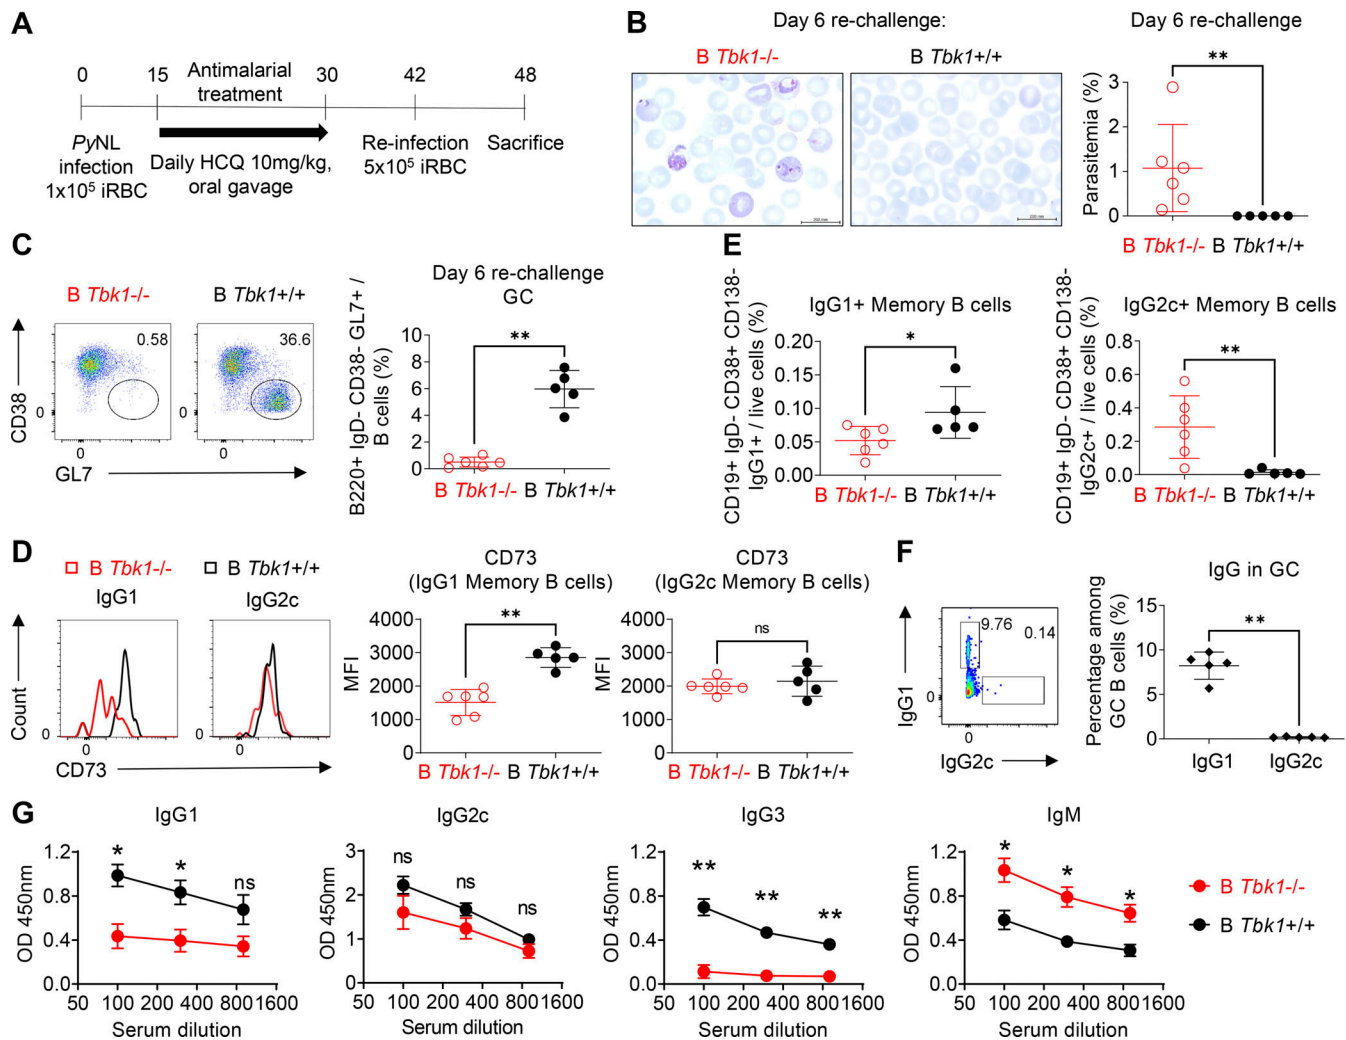 A
0 15 Antimalarial 30 42 48
treatment
PyNL Re-infection Sacrifice
infection Daily HCQ 10mg/kg, 5x10⁵ iRBC
1x10⁵ iRBC oral gavage
B
Day 6 re-challenge:
B Tbk1-/- B Tbk1+/+
Day 6 re-challenge
**
Parasitemia (%)
3
2
1
0
B Tbk1-/- B Tbk1+/+
C
B Tbk1-/- B Tbk1+/+
0.58 36.6
CD38
0 0
0 0
GL7
Day 6 re-challenge
GC
**
B220+ IgD- CD38- GL7+ /
B cells (%)
10
8
6
4
2
0
B Tbk1-/- B Tbk1+/+
E
IgG1+ Memory B cells
*
CD19+ IgD- CD38+ CD138-
IgG1+ / live cells (%)
0.20
0.15
0.10
0.05
0.00
B Tbk1-/- B Tbk1+/+
IgG2c+ Memory B cells
**
CD19+ IgD- CD38+ CD138-
IgG2c+ / live cells (%)
0.8
0.6
0.4
0.2
0.0
B Tbk1-/- B Tbk1+/+
D
B Tbk1-/- B Tbk1+/+
IgG1 IgG2c
Count
0 0
CD73
CD73
(IgG1 Memory B cells)
**
MFI
4000
3000
2000
1000
0
B Tbk1-/- B Tbk1+/+
CD73
(IgG2c Memory B cells)
ns
MFI
4000
3000
2000
1000
0
B Tbk1-/- B Tbk1+/+
F
9.76 0.14
IgG1
0
0
IgG2c
IgG in GC
**
Percentage among
GC B cells (%)
15
10
5
0
IgG1 IgG2c
G
IgG1
* * ns
OD 450nm
1.2
0.8
0.4
0.0
50 100 200 400 800 1600
Serum dilution
IgG2c
ns ns ns
OD 450nm
3
2
1
0
50 100 200 400 800 1600
Serum dilution
IgG3
** ** **
OD 450nm
1.2
0.8
0.4
0.0
50 100 200 400 800 1600
Serum dilution
IgM
* * *
OD 450nm
1.2
0.8
0.4
0.0
50 100 200 400 800 1600
Serum dilution
B Tbk1-/-
B Tbk1+/+